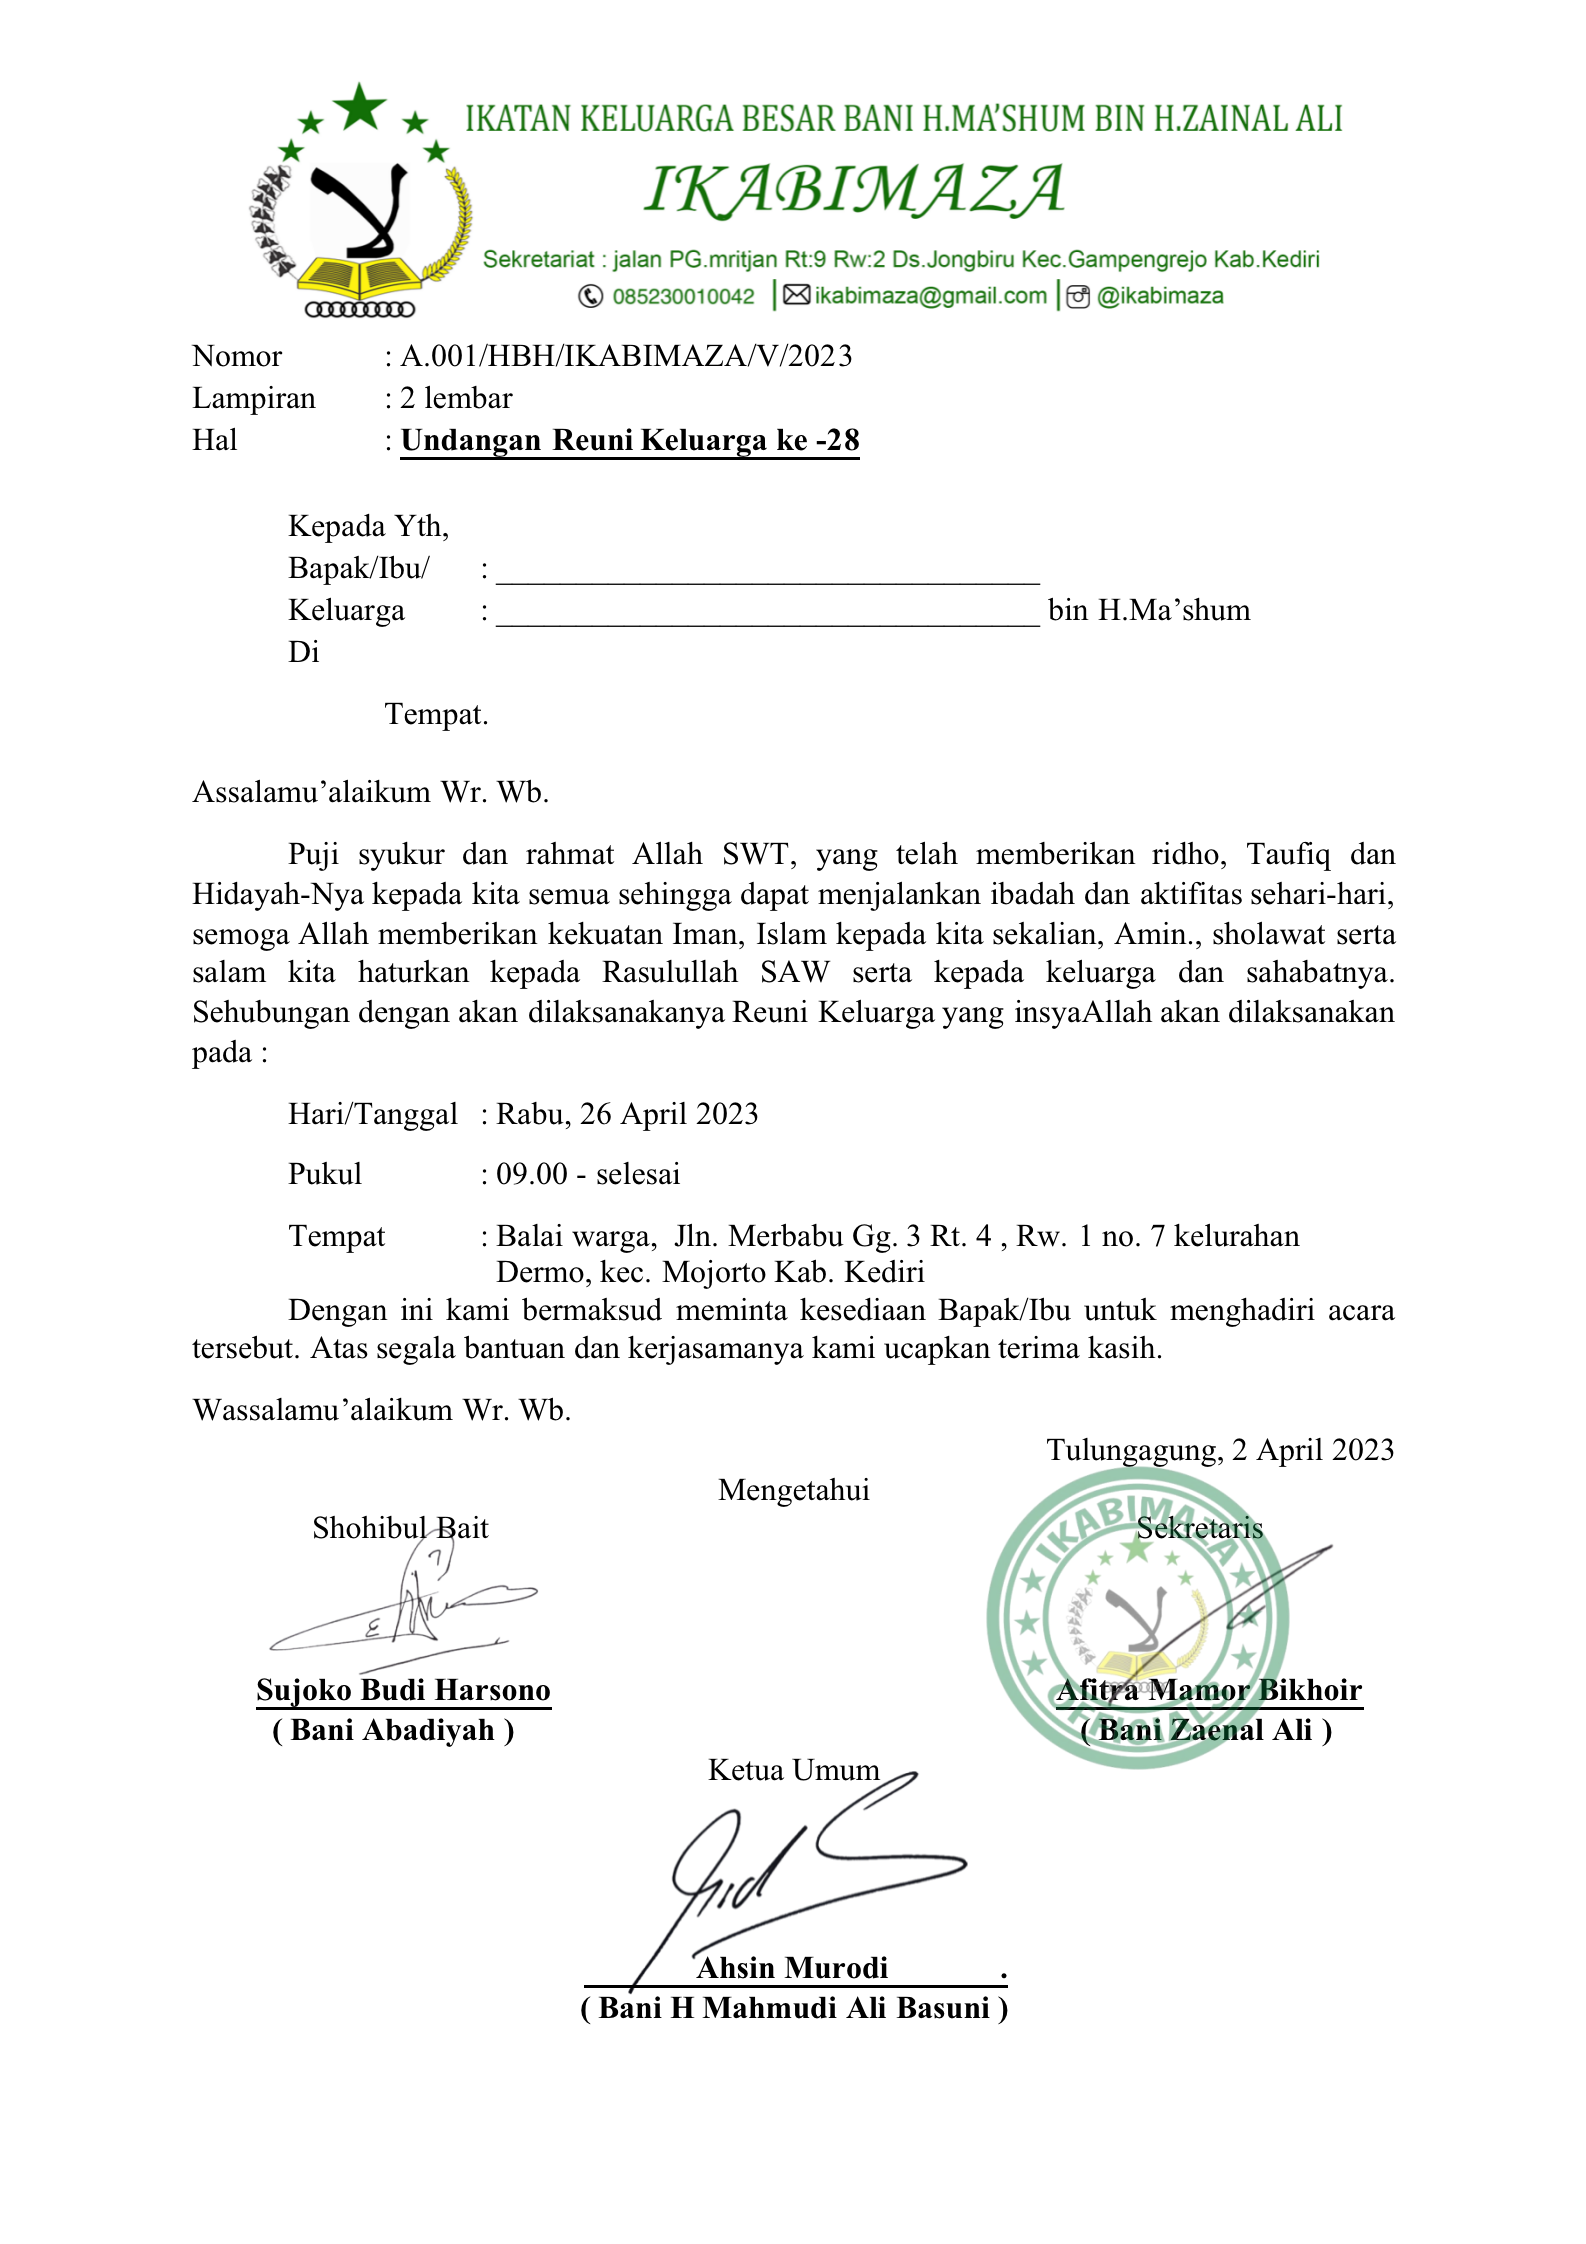 IKATAN KELUARGA BESAR BANI H.MA'SHUM BIN H.ZAINAL ALI
IKABIMAZA
Sekretariat : jalan PG.mritjan Rt:9 Rw:2 Ds.Jongbiru Kec.Gampengrejo Kab.Kediri
085230010042 | ikabimaza@gmail.com | @ikabimaza
لا
Nomor : A.001/HBH/IKABIMAZA/V/2023
Lampiran : 2 lembar
Hal : Undangan Reuni Keluarga ke -28
Kepada Yth,
Bapak/Ibu/ : __________________________________
Keluarga : __________________________________ bin H.Ma’shum
Di
Tempat.
Assalamu’alaikum Wr. Wb.
Puji syukur dan rahmat Allah SWT, yang telah memberikan ridho, Taufiq dan
Hidayah-Nya kepada kita semua sehingga dapat menjalankan ibadah dan aktifitas sehari-hari,
semoga Allah memberikan kekuatan Iman, Islam kepada kita sekalian, Amin., sholawat serta
salam kita haturkan kepada Rasulullah SAW serta kepada keluarga dan sahabatnya.
Sehubungan dengan akan dilaksanakanya Reuni Keluarga yang insyaAllah akan dilaksanakan
pada :
Hari/Tanggal : Rabu, 26 April 2023
Pukul : 09.00 - selesai
Tempat : Balai warga, Jln. Merbabu Gg. 3 Rt. 4 , Rw. 1 no. 7 kelurahan
Dermo, kec. Mojorto Kab. Kediri
Dengan ini kami bermaksud meminta kesediaan Bapak/Ibu untuk menghadiri acara
tersebut. Atas segala bantuan dan kerjasamanya kami ucapkan terima kasih.
Wassalamu’alaikum Wr. Wb.
Tulungagung, 2 April 2023
Mengetahui
Shohibul Bait
Sekretaris
IKABIMAZA
لا
OFFICIALS
Sujoko Budi Harsono
Afitra Mamor Bikhoir
( Bani Abadiyah )
( Bani Zaenal Ali )
Ketua Umum
Ahsin Murodi .
( Bani H Mahmudi Ali Basuni )